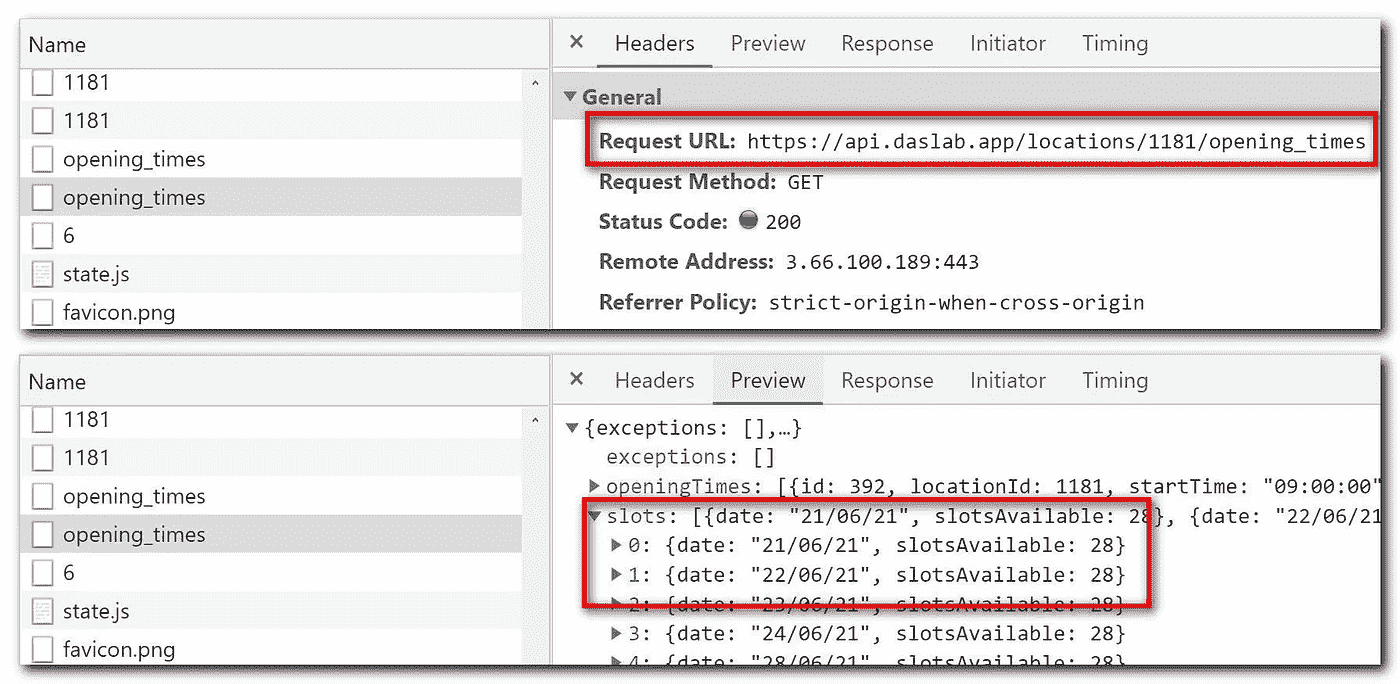 Name
1181
1181
opening_times
opening_times
6
state.js
favicon.png
× Headers Preview Response Initiator Timing
General
Request URL: https://api.daslab.app/locations/1181/opening_times
Request Method: GET
Status Code: 200
Remote Address: 3.66.100.189:443
Referrer Policy: strict-origin-when-cross-origin
Name
1181
1181
opening_times
opening_times
6
state.js
favicon.png
× Headers Preview Response Initiator Timing
{exceptions: [],…}
exceptions: []
openingTimes: [{id: 392, locationId: 1181, startTime: "09:00:00"
slots: [{date: "21/06/21", slotsAvailable: 28}, {date: "22/06/21
0: {date: "21/06/21", slotsAvailable: 28}
1: {date: "22/06/21", slotsAvailable: 28}
2: {date: "23/06/21", slotsAvailable: 28}
3: {date: "24/06/21", slotsAvailable: 28}
4: {date: "28/06/21", slotsAvailable: 28}